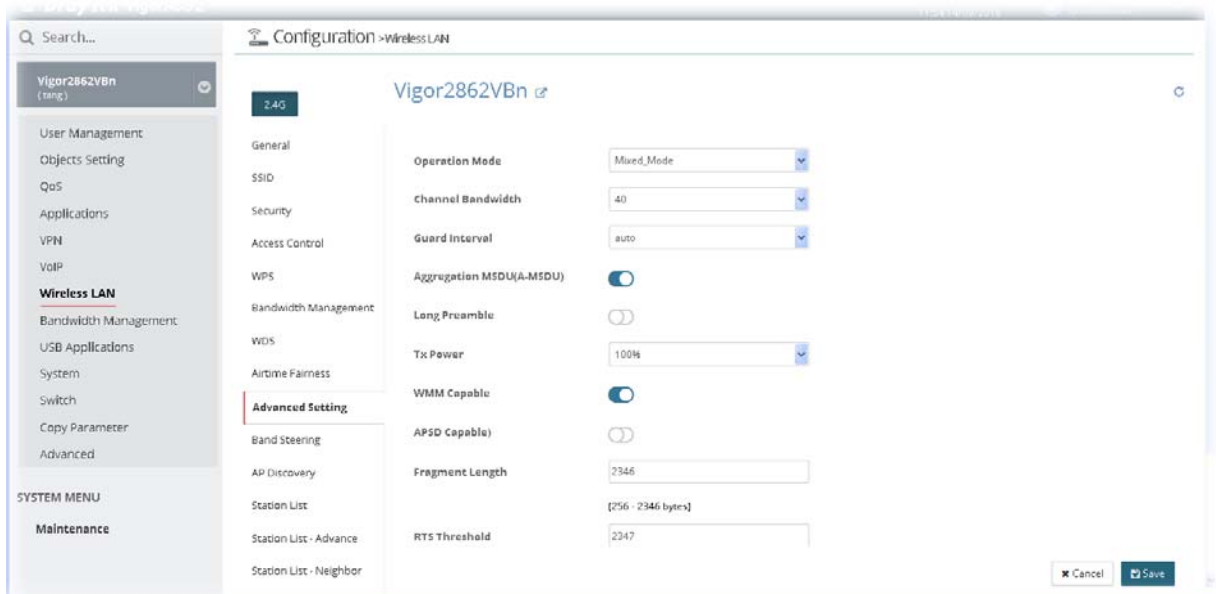 Search...
Configuration >Wireless LAN
Vigor2862VBn
(tang)
User Management
Objects Setting
QoS
Applications
VPN
VoIP
Wireless LAN
Bandwidth Management
USB Applications
System
Switch
Copy Parameter
Advanced
SYSTEM MENU
Maintenance
2.4G
General
SSID
Security
Access Control
WPS
Bandwidth Management
WDS
Airtime Fairness
Advanced Setting
Band Steering
AP Discovery
Station List
Station List - Advance
Station List - Neighbor
Vigor2862VBn
Operation Mode Mixed_Mode
Channel Bandwidth 40
Guard Interval auto
Aggregation MSDU(A-MSDU)
Long Preamble
Tx Power 100%
WMM Capable
APSD Capable)
Fragment Length 2346
[256 - 2346 bytes]
RTS Threshold 2347
Cancel Save